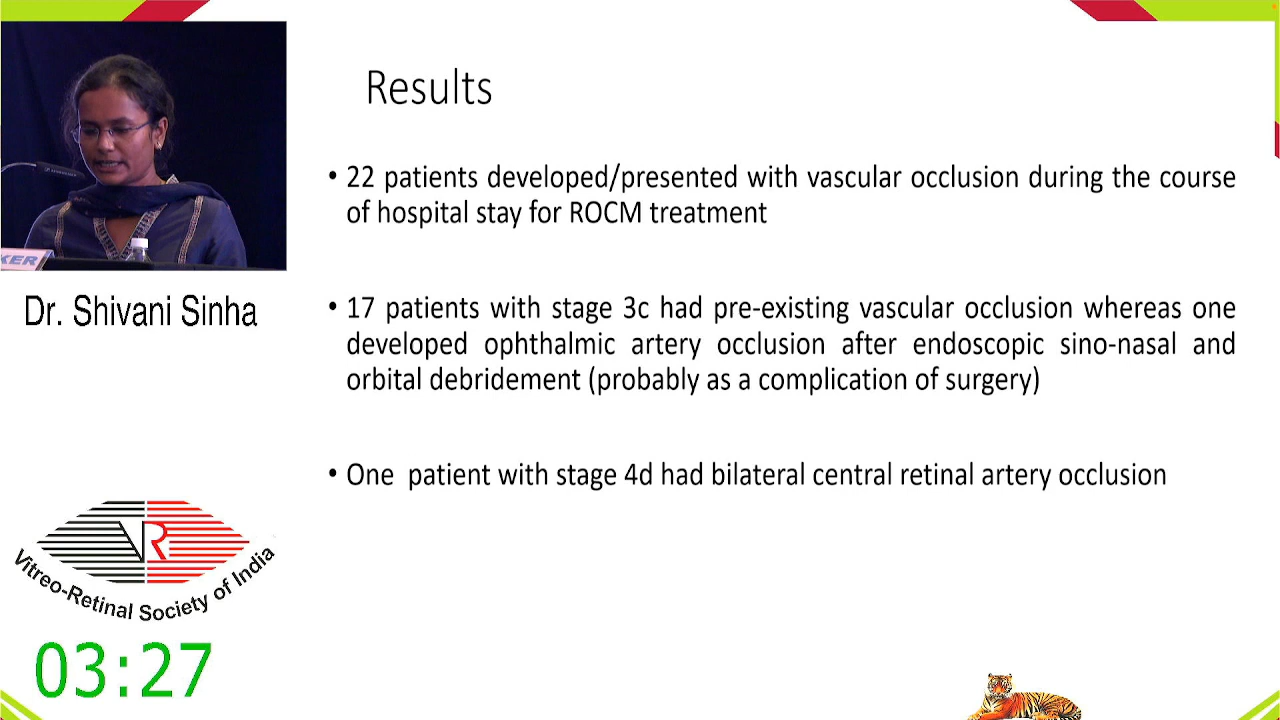 Results
• 22 patients developed/presented with vascular occlusion during the course
of hospital stay for ROCM treatment
• 17 patients with stage 3c had pre-existing vascular occlusion whereas one
developed ophthalmic artery occlusion after endoscopic sino-nasal and
orbital debridement (probably as a complication of surgery)
• One patient with stage 4d had bilateral central retinal artery occlusion
KER
Dr. Shivani Sinha
VR
Vitreo-Retinal Society of India
03:27